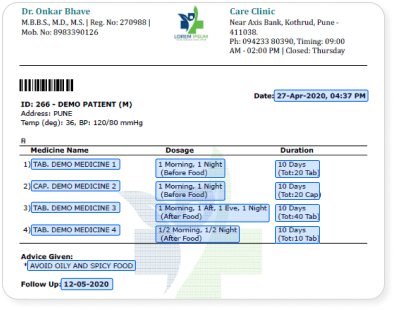 Dr. Onkar Bhave
M.B.B.S., M.D., M.S. | Reg. No: 270988 |
Mob. No: 8983390126
LOREM IPSUM
Care Clinic
Near Axis Bank, Kothrud, Pune -
411038.
Ph: 094233 80390, Timing: 09:00
AM - 02:00 PM | Closed: Thursday
Date: 27-Apr-2020, 04:37 PM
ID: 266 - DEMO PATIENT (M)
Address: PUNE
Temp (deg): 36, BP: 120/80 mmHg
R
Medicine Name Dosage Duration
1) TAB. DEMO MEDICINE 1 1 Morning, 1 Night 10 Days
(Before Food) (Tot:20 Tab)
2) CAP. DEMO MEDICINE 2 1 Morning, 1 Night 10 Days
(Before Food) (Tot:20 Cap)
3) TAB. DEMO MEDICINE 3 1 Morning, 1 Aft, 1 Eve, 1 Night 10 Days
(After Food) (Tot:40 Tab)
4) TAB. DEMO MEDICINE 4 1/2 Morning, 1/2 Night 10 Days
(After Food) (Tot:10 Tab)
Advice Given:
* AVOID OILY AND SPICY FOOD
Follow Up: 12-05-2020